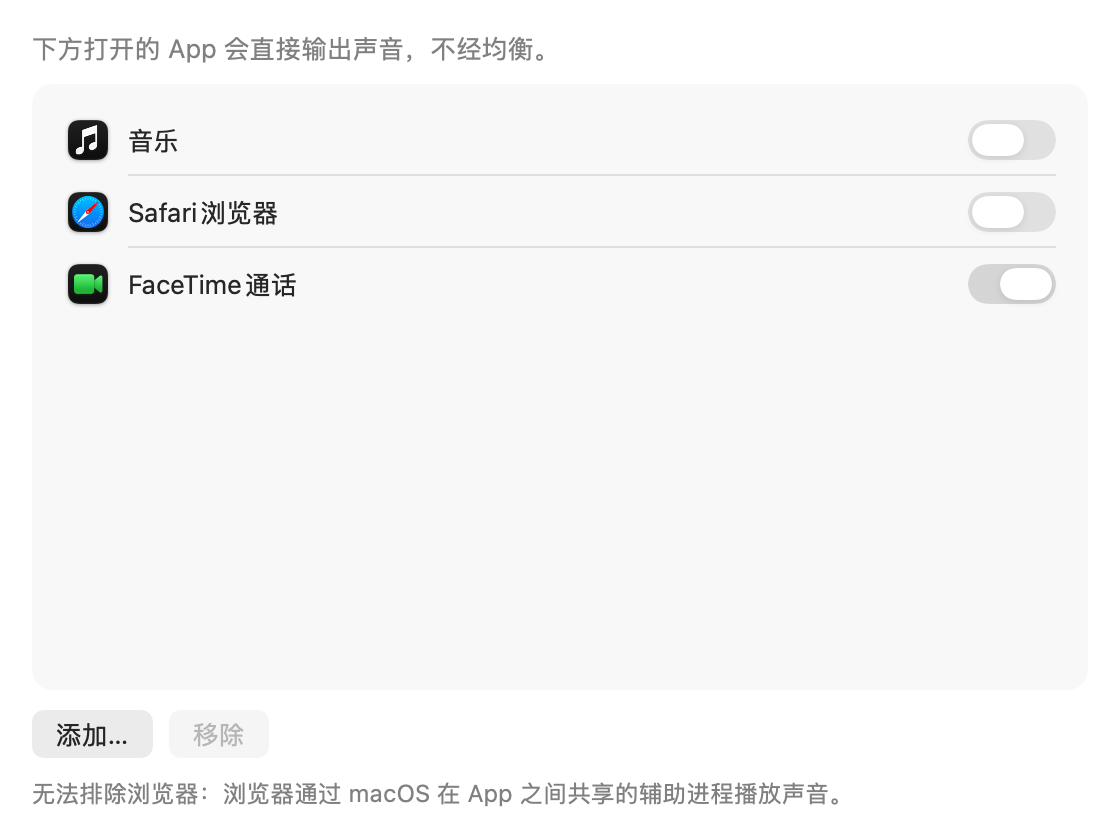 下方打开的 App 会直接输出声音，不经均衡。
音乐
Safari浏览器
FaceTime通话
添加...
移除
无法排除浏览器：浏览器通过 macOS 在 App 之间共享的辅助进程播放声音。